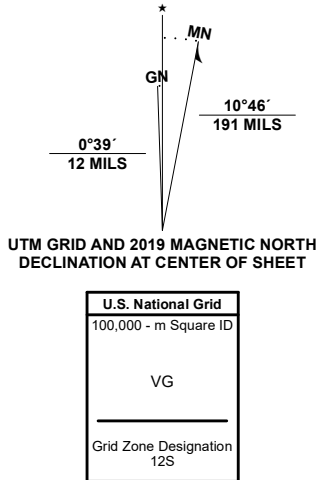 ★
MN
GN
0°39´
12 MILS
10°46´
191 MILS
UTM GRID AND 2019 MAGNETIC NORTH
DECLINATION AT CENTER OF SHEET
U.S. National Grid
100,000 - m Square ID
VG
Grid Zone Designation
12S